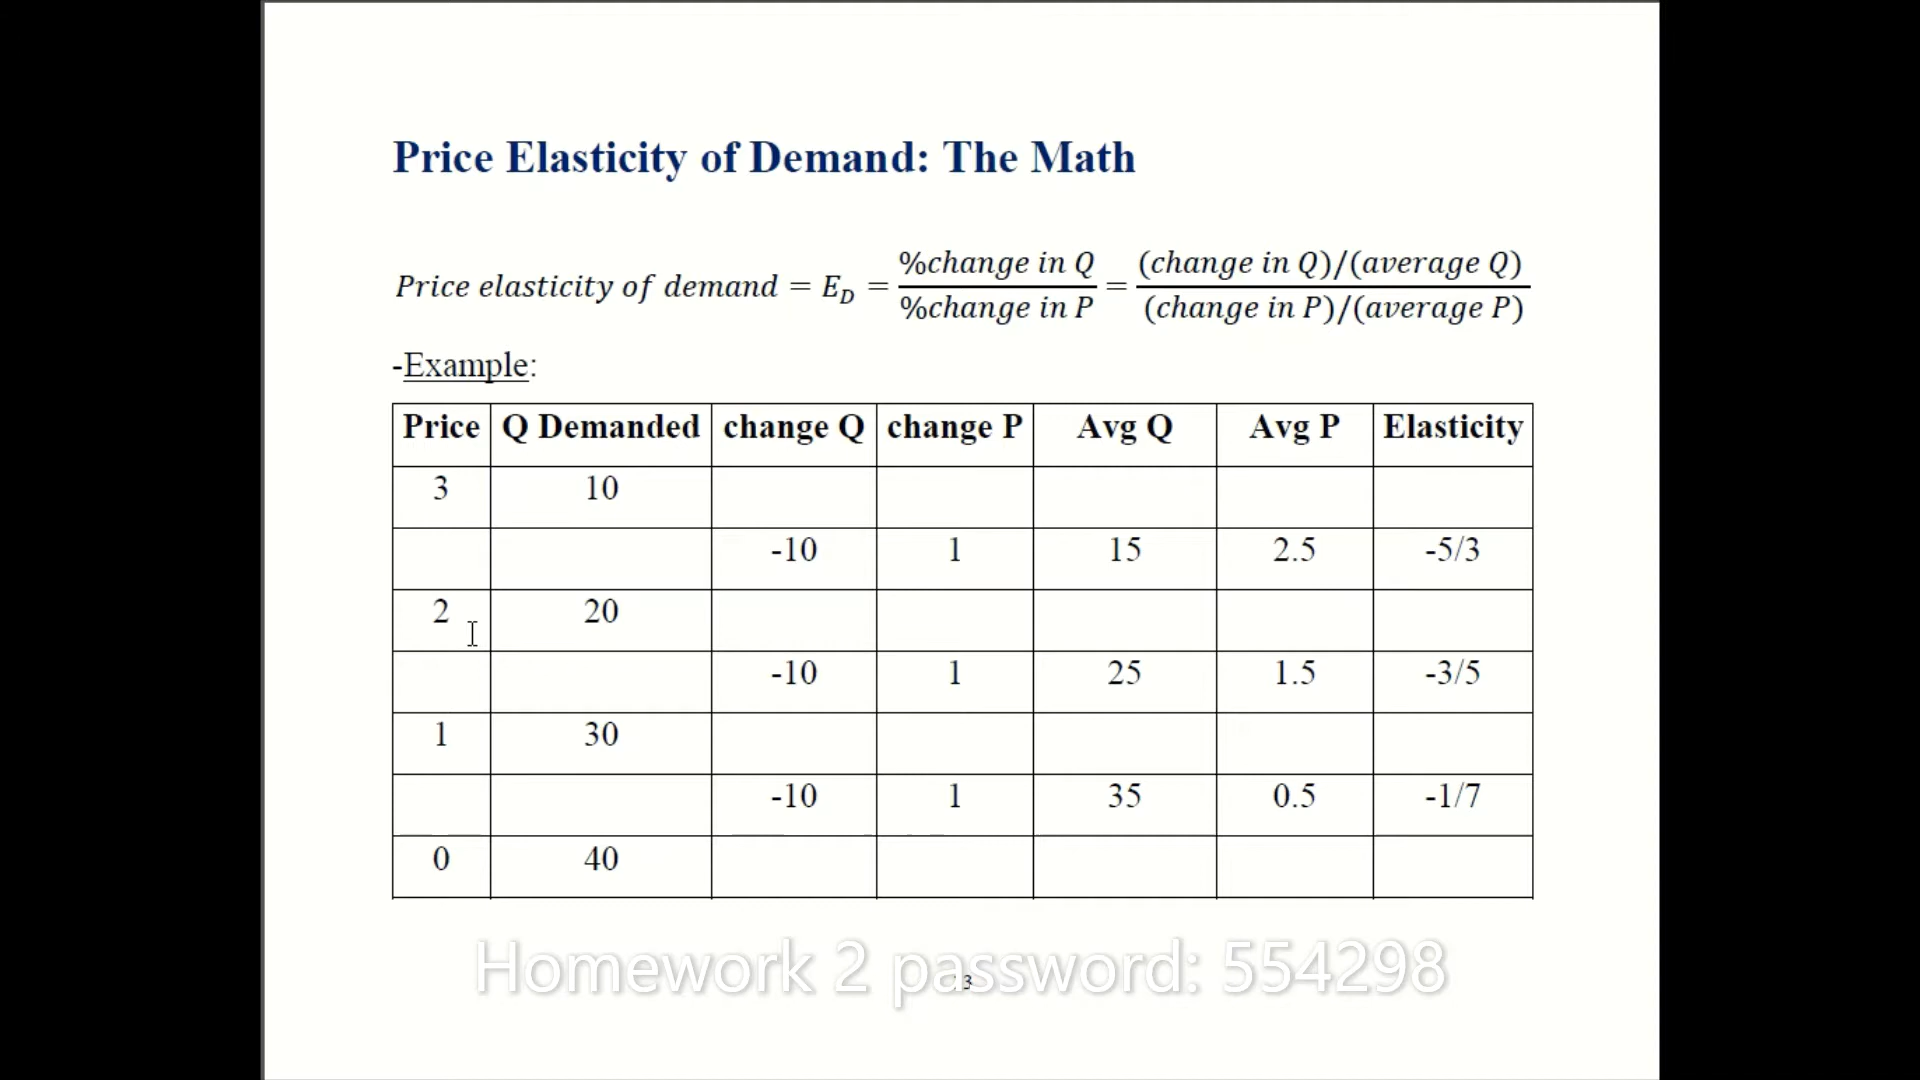 Price Elasticity of Demand: The Math
Price elasticity of demand = E_D = %change in Q / %change in P = (change in Q)/(average Q) / (change in P)/(average P)
-Example:
Price Q Demanded change Q change P Avg Q Avg P Elasticity
3 10
-10 1 15 2.5 -5/3
2 20
-10 1 25 1.5 -3/5
1 30
-10 1 35 0.5 -1/7
0 40
Homework 2 password: 554298